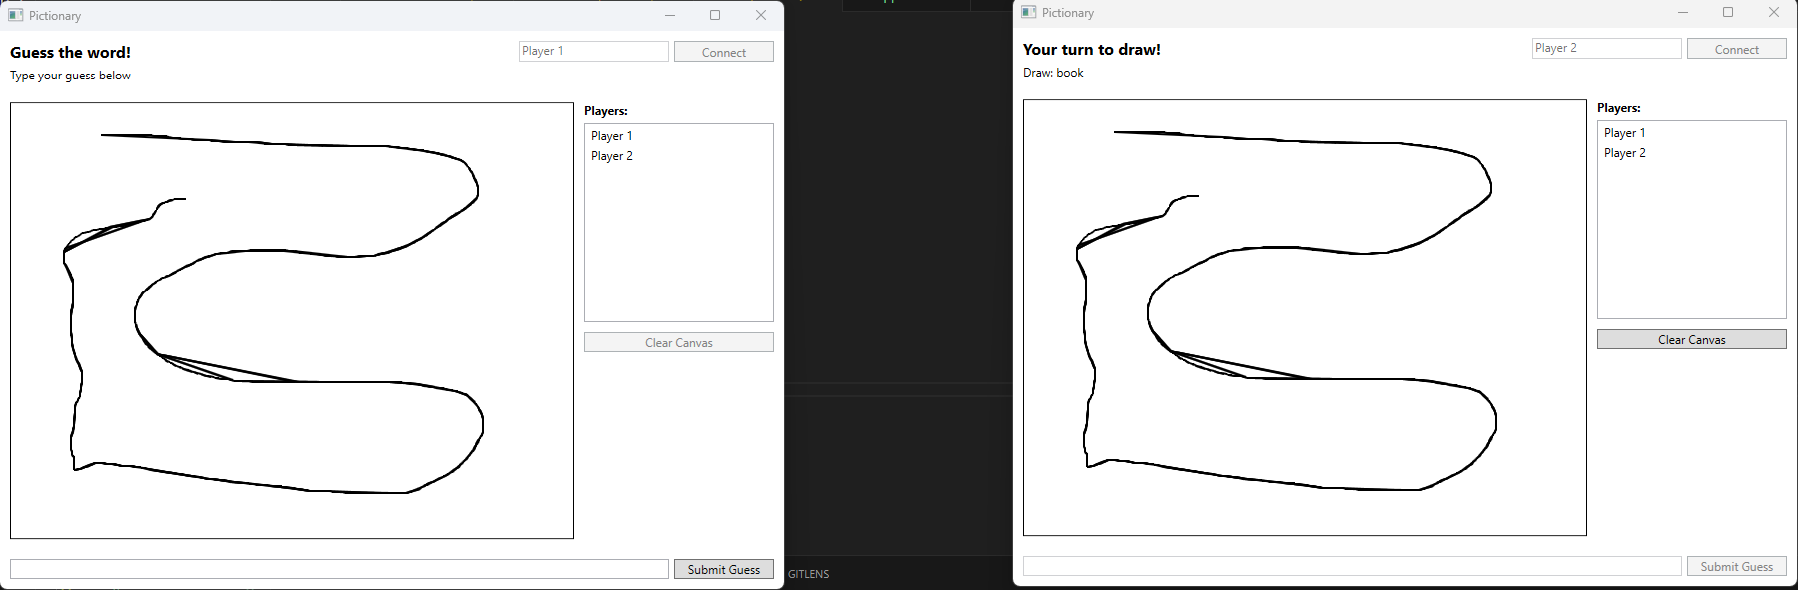 Pictionary
Guess the word!
Player 1
Connect
Type your guess below
Players:
Player 1
Player 2
Clear Canvas
Submit Guess
GITLENS
Pictionary
Your turn to draw!
Player 2
Connect
Draw: book
Players:
Player 1
Player 2
Clear Canvas
Submit Guess